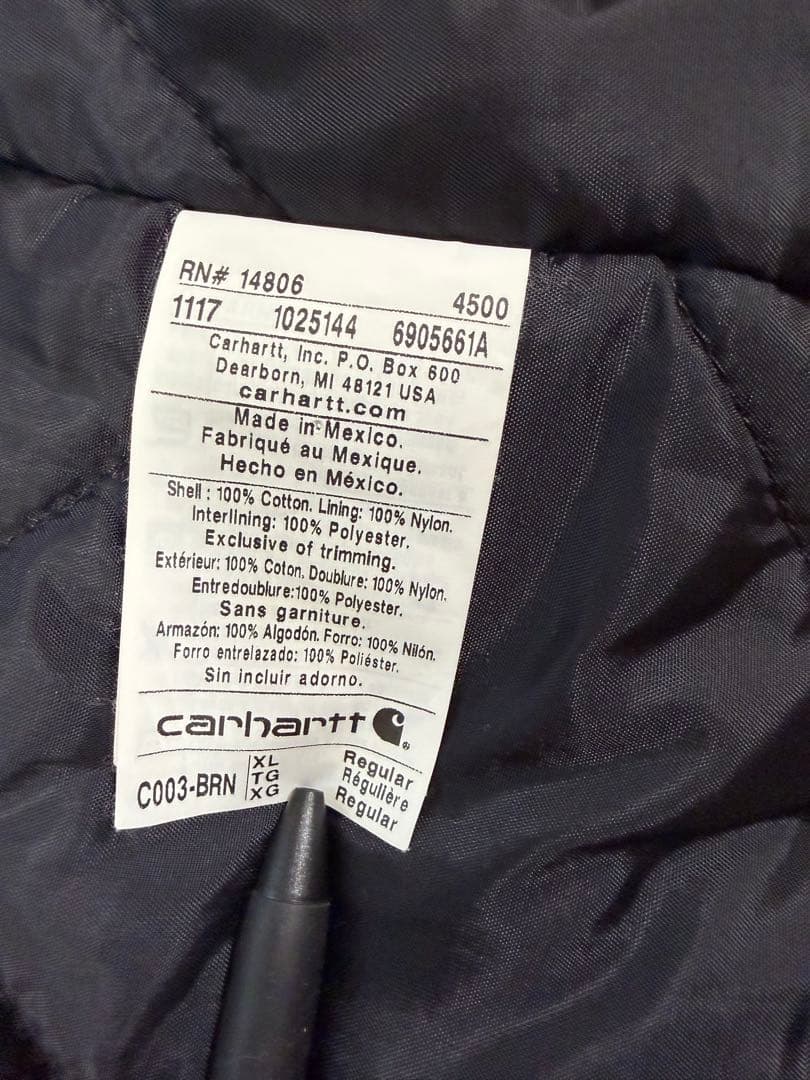 RN# 14806 4500
1117 1025144 6905661A
Carhartt, Inc. P.O. Box 600
Dearborn, MI 48121 USA
carhartt.com
Made in Mexico.
Fabriqué au Mexique.
Hecho en México.
Shell : 100% Cotton. Lining: 100% Nylon.
Interlining: 100% Polyester.
Exclusive of trimming.
Extérieur: 100% Coton. Doublure: 100% Nylon.
Entredoublure:100% Polyester.
Sans garniture.
Armazón: 100% Algodón. Forro: 100% Nilón.
Forro entrelazado: 100% Poliéster.
Sin incluir adorno.
carhartt
C003-BRN XL Regular
TG Régulière
XG Regular